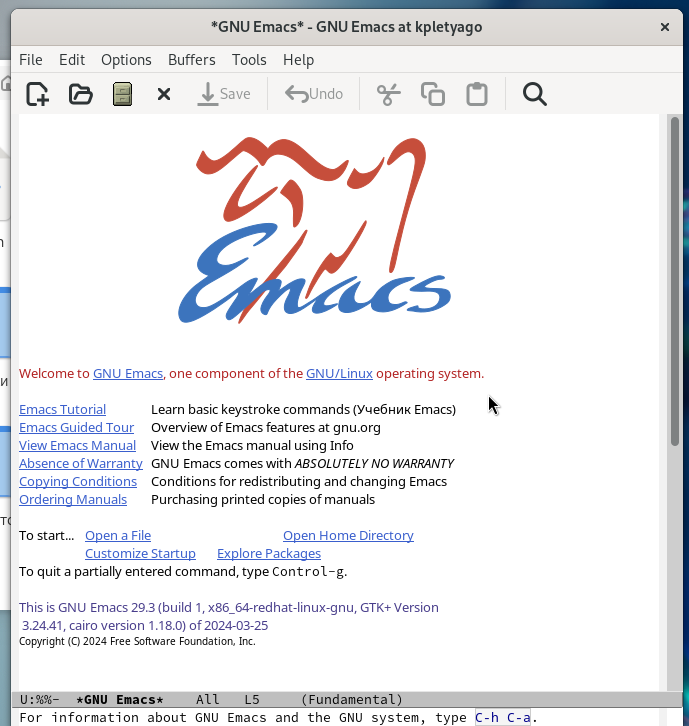 *GNU Emacs* - GNU Emacs at kpletyago
File Edit Options Buffers Tools Help
Save Undo
Emacs
Welcome to GNU Emacs, one component of the GNU/Linux operating system.
Emacs Tutorial Learn basic keystroke commands (Учебник Emacs)
Emacs Guided Tour Overview of Emacs features at gnu.org
View Emacs Manual View the Emacs manual using Info
Absence of Warranty GNU Emacs comes with ABSOLUTELY NO WARRANTY
Copying Conditions Conditions for redistributing and changing Emacs
Ordering Manuals Purchasing printed copies of manuals
To start... Open a File Open Home Directory
Customize Startup Explore Packages
To quit a partially entered command, type Control-g.
This is GNU Emacs 29.3 (build 1, x86_64-redhat-linux-gnu, GTK+ Version
3.24.41, cairo version 1.18.0) of 2024-03-25
Copyright (C) 2024 Free Software Foundation, Inc.
U:%%- *GNU Emacs* All L5 (Fundamental)
For information about GNU Emacs and the GNU system, type C-h C-a.